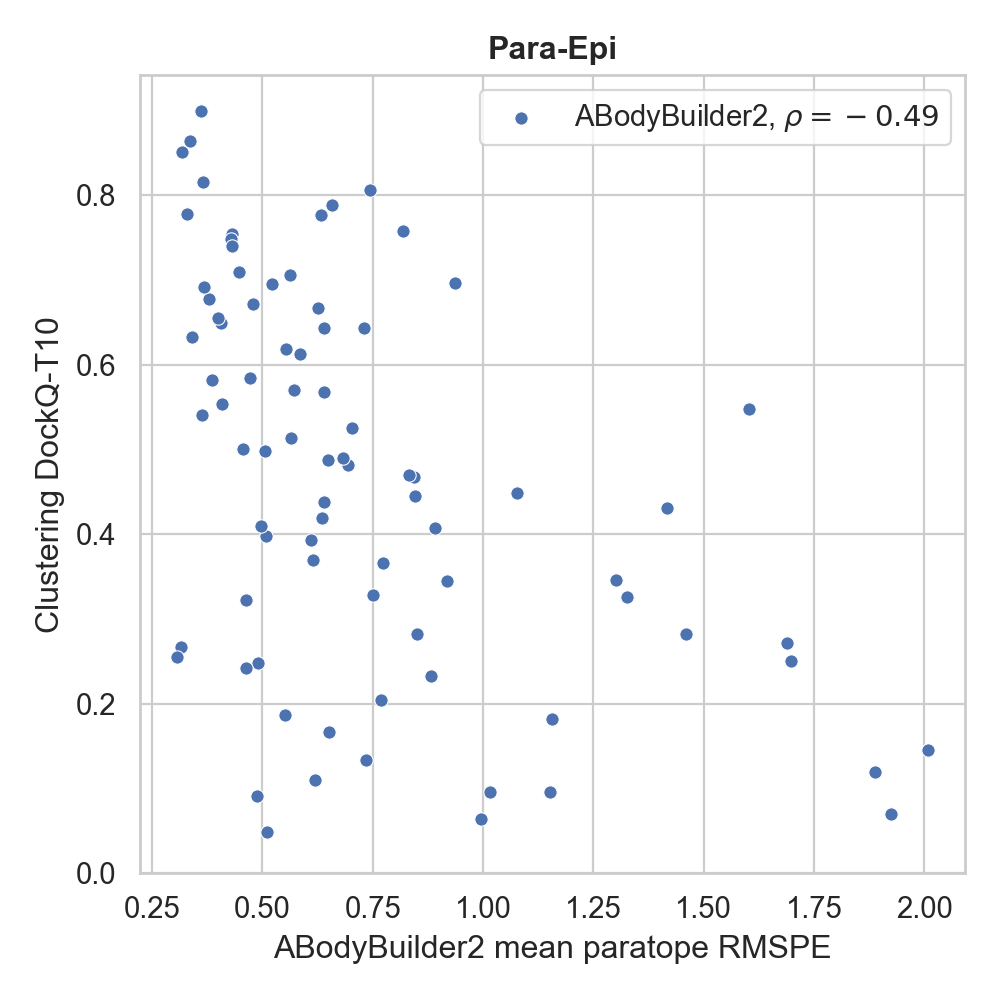 Para-Epi
ABodyBuilder2, ρ = − 0.49
Clustering DockQ-T10
0.8
0.6
0.4
0.2
0.0
0.25 0.50 0.75 1.00 1.25 1.50 1.75 2.00
ABodyBuilder2 mean paratope RMSPE